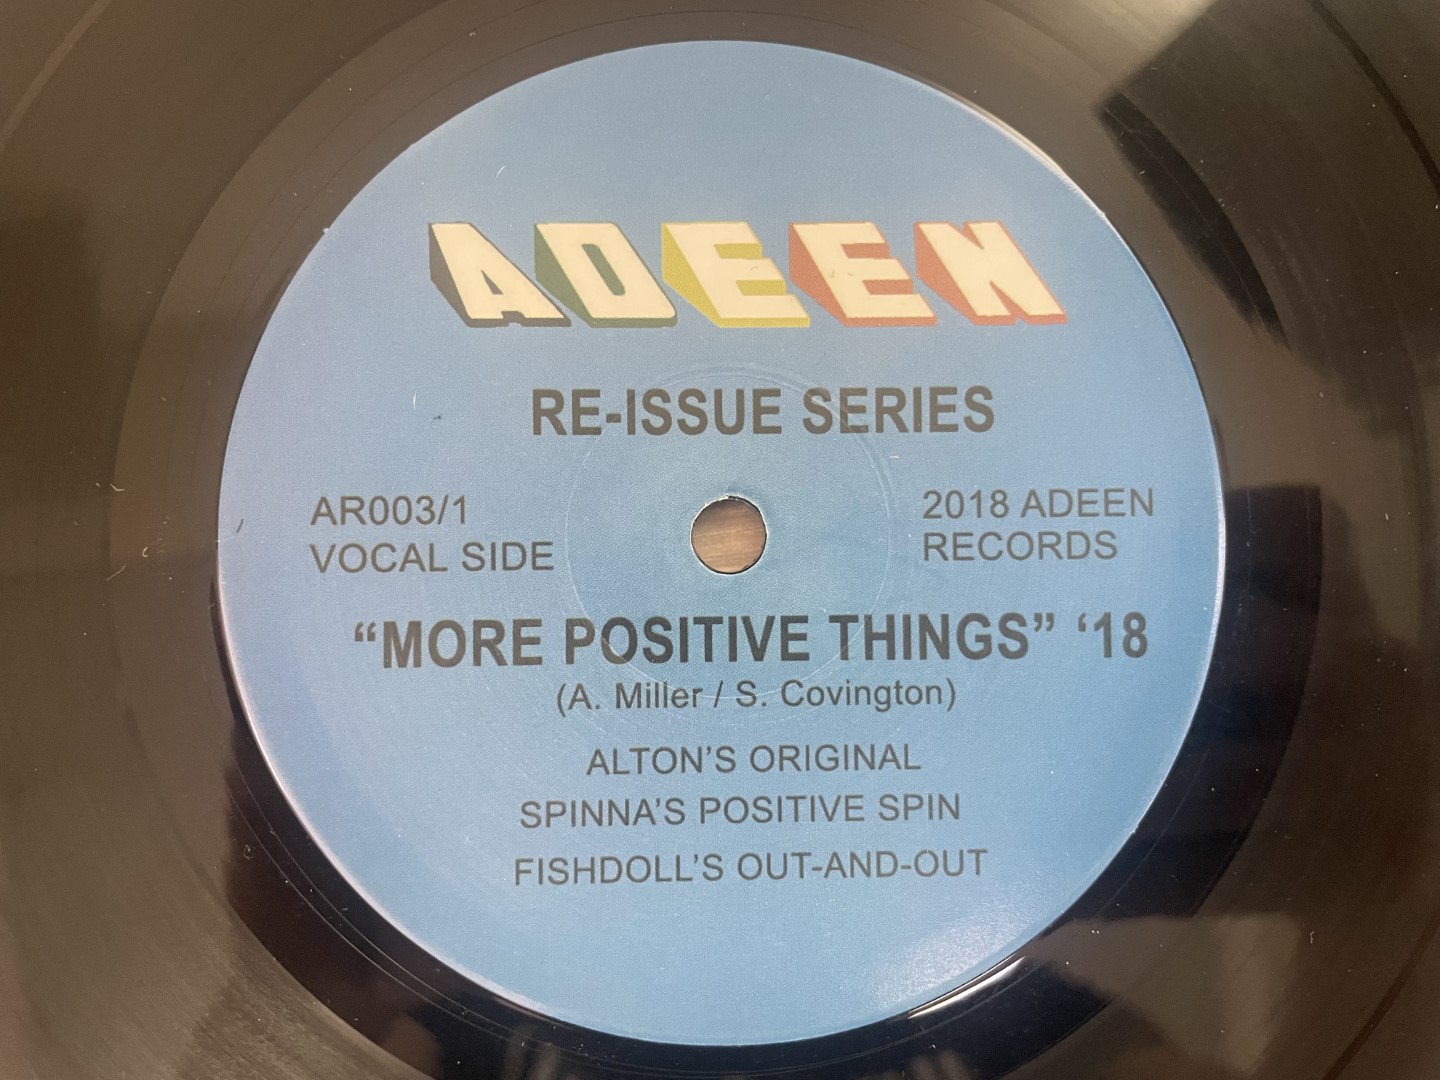 ADEEN
RE-ISSUE SERIES
AR003/1
VOCAL SIDE
2018 ADEEN
RECORDS
“MORE POSITIVE THINGS” ‘18
(A. Miller / S. Covington)
ALTON’S ORIGINAL
SPINNA’S POSITIVE SPIN
FISHDOLL’S OUT-AND-OUT